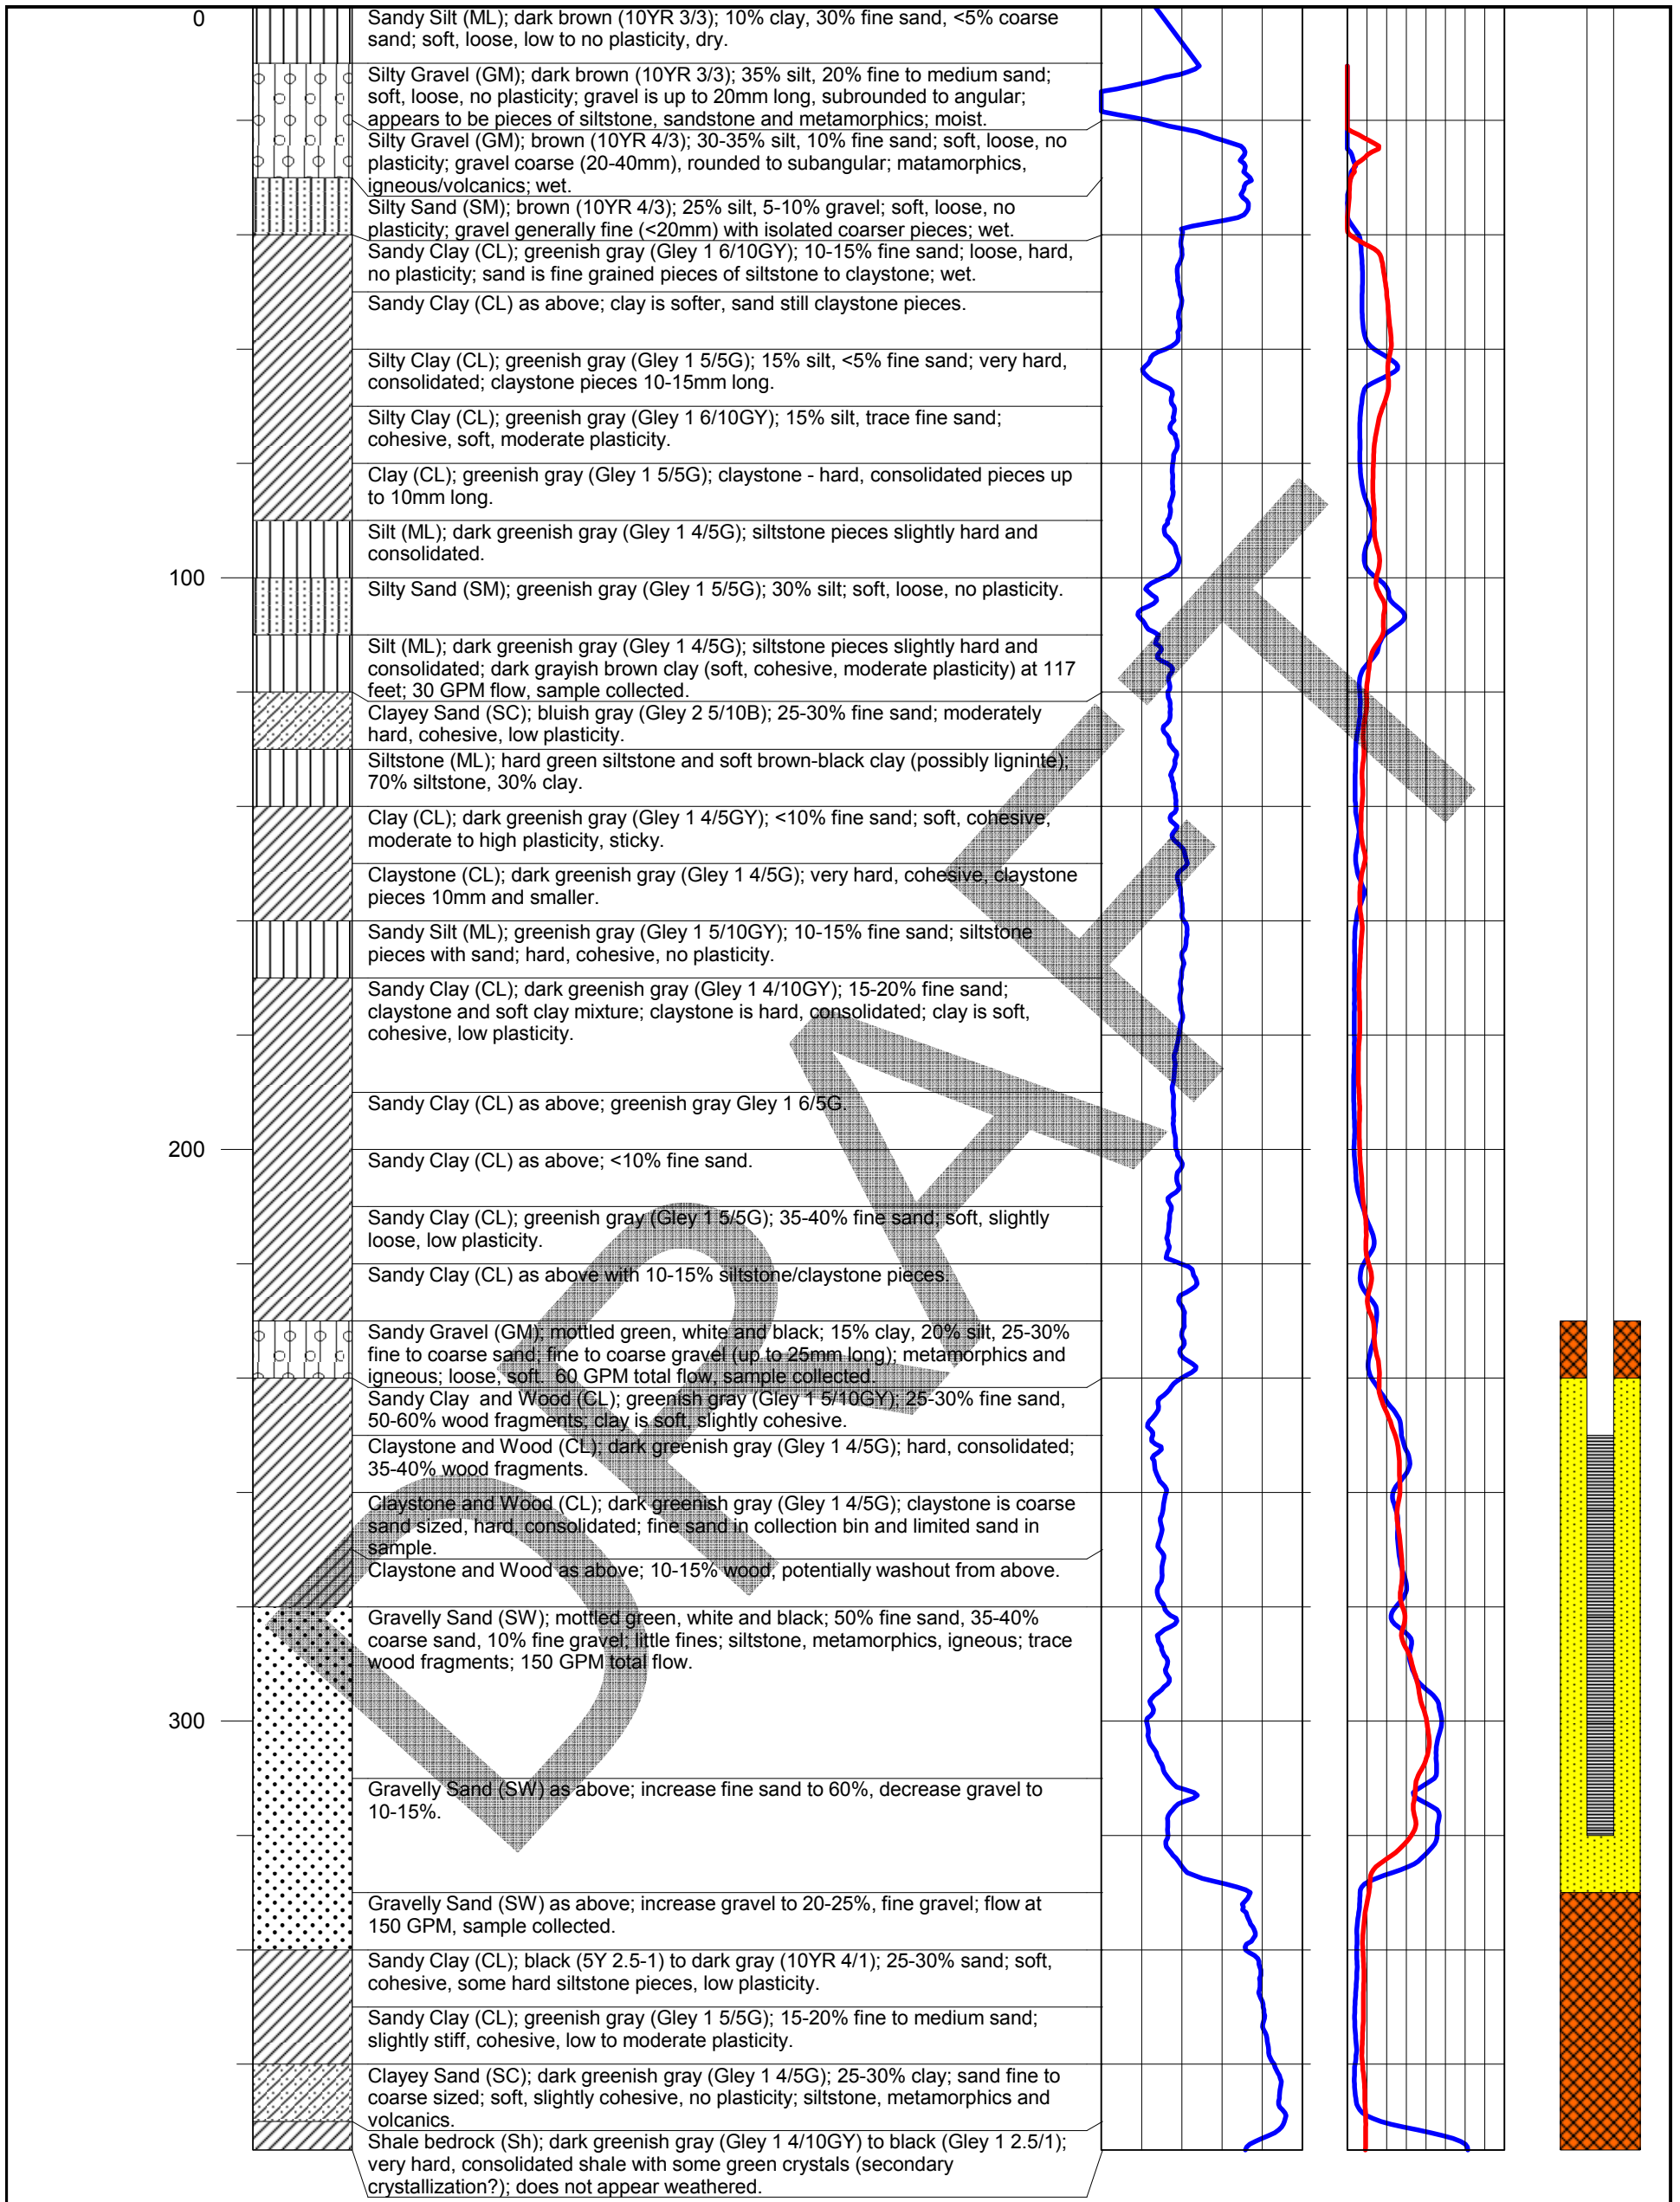 0
Sandy Silt (ML); dark brown (10YR 3/3); 10% clay, 30% fine sand, <5% coarse
sand; soft, loose, low to no plasticity, dry.
Silty Gravel (GM); dark brown (10YR 3/3); 35% silt, 20% fine to medium sand;
soft, loose, no plasticity; gravel is up to 20mm long, subrounded to angular;
appears to be pieces of siltstone, sandstone and metamorphics; moist.
Silty Gravel (GM); brown (10YR 4/3); 30-35% silt, 10% fine sand; soft, loose, no
plasticity; gravel coarse (20-40mm), rounded to subangular; matamorphics,
igneous/volcanics; wet.
Silty Sand (SM); brown (10YR 4/3); 25% silt, 5-10% gravel; soft, loose, no
plasticity; gravel generally fine (<20mm) with isolated coarser pieces; wet.
Sandy Clay (CL); greenish gray (Gley 1 6/10GY); 10-15% fine sand; loose, hard,
no plasticity; sand is fine grained pieces of siltstone to claystone; wet.
Sandy Clay (CL) as above; clay is softer, sand still claystone pieces.
Silty Clay (CL); greenish gray (Gley 1 5/5G); 15% silt, <5% fine sand; very hard,
consolidated; claystone pieces 10-15mm long.
Silty Clay (CL); greenish gray (Gley 1 6/10GY); 15% silt, trace fine sand;
cohesive, soft, moderate plasticity.
Clay (CL); greenish gray (Gley 1 5/5G); claystone - hard, consolidated pieces up
to 10mm long.
Silt (ML); dark greenish gray (Gley 1 4/5G); siltstone pieces slightly hard and
consolidated.
100
Silty Sand (SM); greenish gray (Gley 1 5/5G); 30% silt; soft, loose, no plasticity.
Silt (ML); dark greenish gray (Gley 1 4/5G); siltstone pieces slightly hard and
consolidated; dark grayish brown clay (soft, cohesive, moderate plasticity) at 117
feet; 30 GPM flow, sample collected.
Clayey Sand (SC); bluish gray (Gley 2 5/10B); 25-30% fine sand; moderately
hard, cohesive, low plasticity.
Siltstone (ML); hard green siltstone and soft brown-black clay (possibly ligninte);
70% siltstone, 30% clay.
Clay (CL); dark greenish gray (Gley 1 4/5GY); <10% fine sand; soft, cohesive,
moderate to high plasticity, sticky.
Claystone (CL); dark greenish gray (Gley 1 4/5G); very hard, cohesive, claystone
pieces 10mm and smaller.
Sandy Silt (ML); greenish gray (Gley 1 5/10GY); 10-15% fine sand; siltstone
pieces with sand; hard, cohesive, no plasticity.
Sandy Clay (CL); dark greenish gray (Gley 1 4/10GY); 15-20% fine sand;
claystone and soft clay mixture; claystone is hard, consolidated; clay is soft,
cohesive, low plasticity.
Sandy Clay (CL) as above; greenish gray Gley 1 6/5G.
200
Sandy Clay (CL) as above; <10% fine sand.
Sandy Clay (CL); greenish gray (Gley 1 5/5G); 35-40% fine sand; soft, slightly
loose, low plasticity.
Sandy Clay (CL) as above with 10-15% siltstone/claystone pieces.
Sandy Gravel (GM); mottled green, white and black; 15% clay, 20% silt, 25-30%
fine to coarse sand; fine to coarse gravel (up to 25mm long); metamorphics and
igneous; loose, soft. 60 GPM total flow, sample collected.
Sandy Clay and Wood (CL); greenish gray (Gley 1 5/10GY); 25-30% fine sand,
50-60% wood fragments; clay is soft, slightly cohesive.
Claystone and Wood (CL); dark greenish gray (Gley 1 4/5G); hard, consolidated;
35-40% wood fragments.
Claystone and Wood (CL); dark greenish gray (Gley 1 4/5G); claystone is coarse
sand sized, hard, consolidated; fine sand in collection bin and limited sand in
sample.
Claystone and Wood as above; 10-15% wood, potentially washout from above.
Gravelly Sand (SW); mottled green, white and black; 50% fine sand, 35-40%
coarse sand, 10% fine gravel; little fines; siltstone, metamorphics, igneous; trace
wood fragments; 150 GPM total flow.
300
Gravelly Sand (SW) as above; increase fine sand to 60%, decrease gravel to
10-15%.
Gravelly Sand (SW) as above; increase gravel to 20-25%, fine gravel; flow at
150 GPM, sample collected.
Sandy Clay (CL); black (5Y 2.5-1) to dark gray (10YR 4/1); 25-30% sand; soft,
cohesive, some hard siltstone pieces, low plasticity.
Sandy Clay (CL); greenish gray (Gley 1 5/5G); 15-20% fine to medium sand;
slightly stiff, cohesive, low to moderate plasticity.
Clayey Sand (SC); dark greenish gray (Gley 1 4/5G); 25-30% clay; sand fine to
coarse sized; soft, slightly cohesive, no plasticity; siltstone, metamorphics and
volcanics.
Shale bedrock (Sh); dark greenish gray (Gley 1 4/10GY) to black (Gley 1 2.5/1);
very hard, consolidated shale with some green crystals (secondary
crystallization?); does not appear weathered.
DRAFT